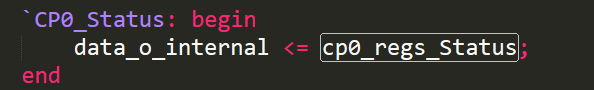 `CP0_Status: begin
data_o_internal <= cp0_regs_Status;
end